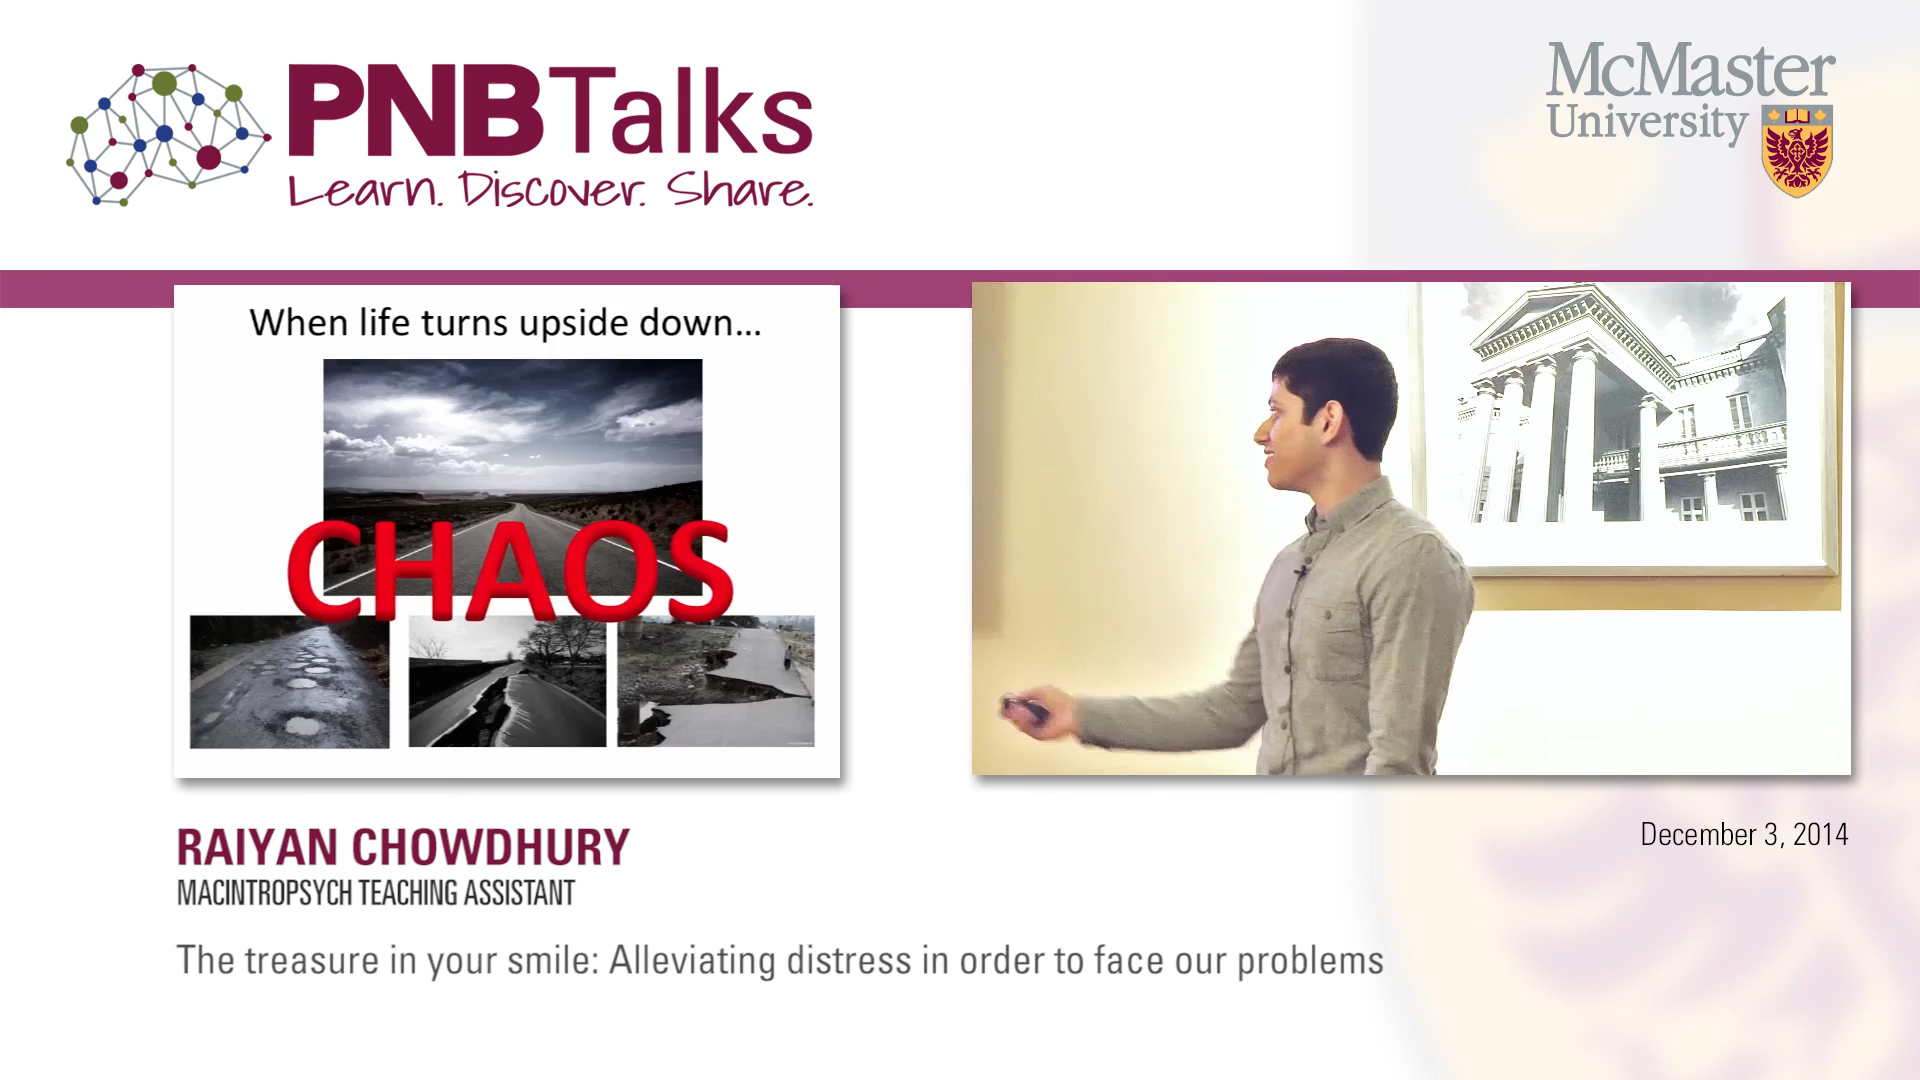 PNBTalks
Learn. Discover. Share.
McMaster
University
When life turns upside down...
CHAOS
RAIYAN CHOWDHURY
MACINTROPSYCH TEACHING ASSISTANT
December 3, 2014
The treasure in your smile: Alleviating distress in order to face our problems